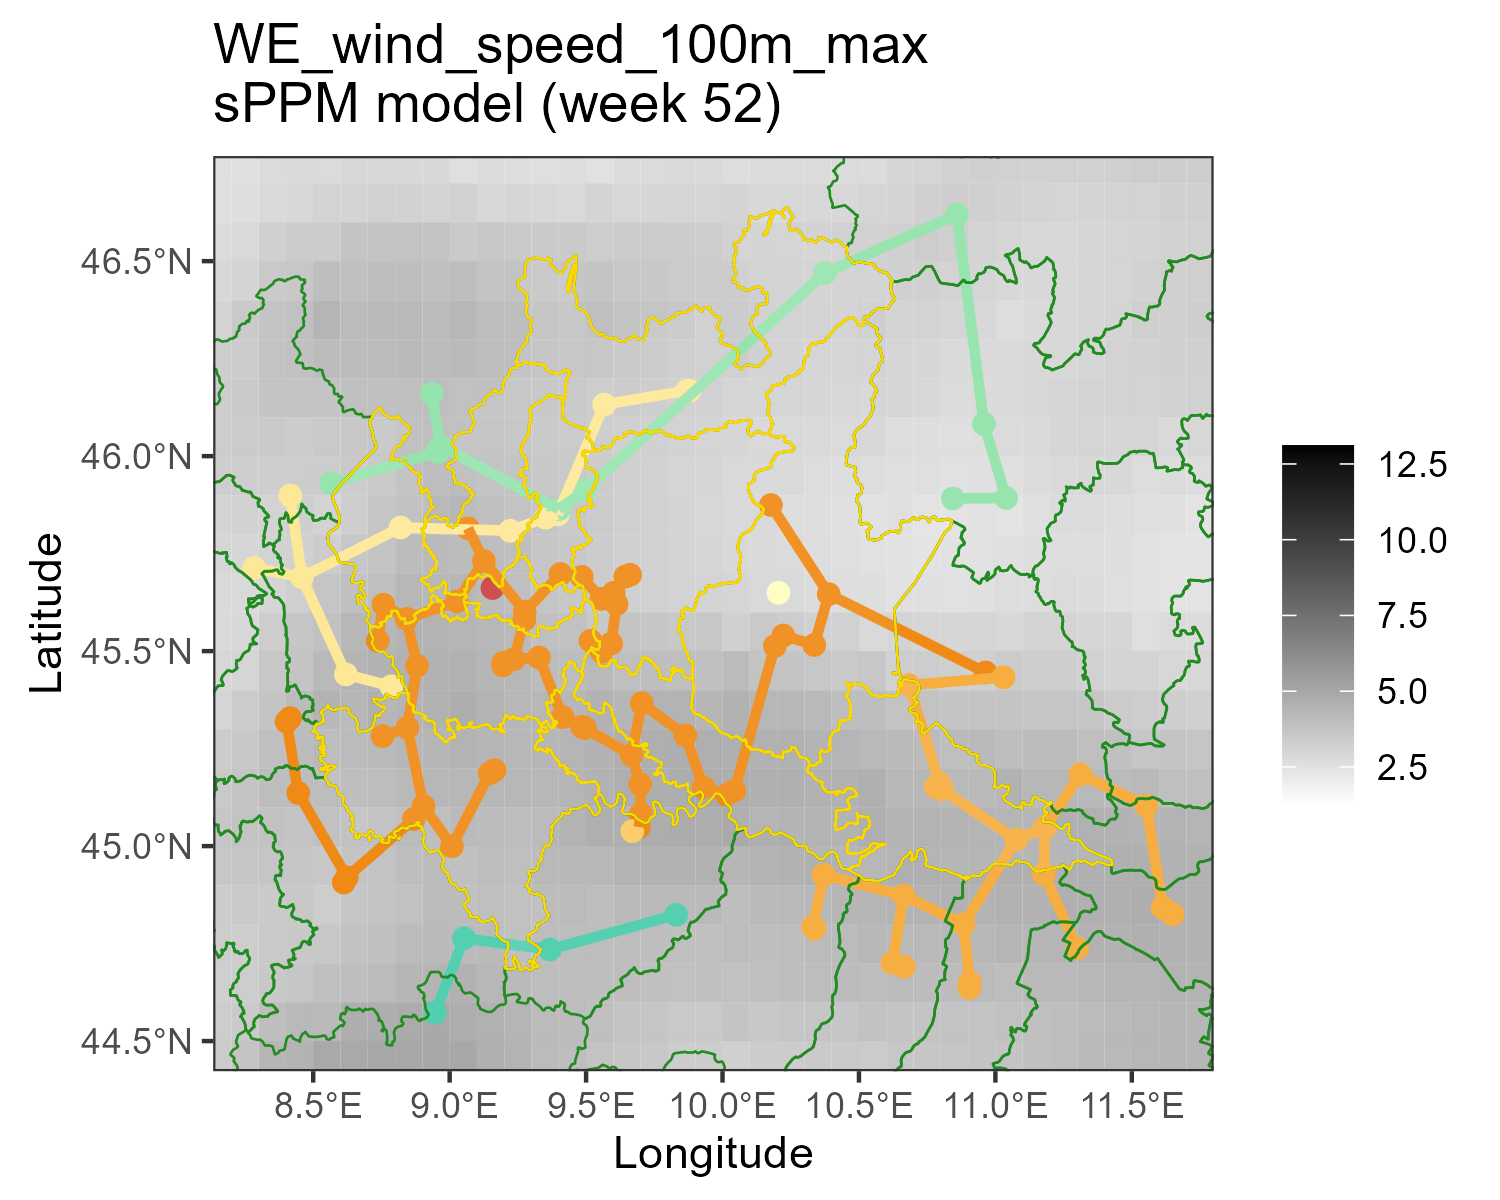 WE_wind_speed_100m_max
sPPM model (week 52)
46.5°N
46.0°N
45.5°N
45.0°N
44.5°N
Latitude
8.5°E 9.0°E 9.5°E 10.0°E 10.5°E 11.0°E 11.5°E
Longitude
12.5
10.0
7.5
5.0
2.5